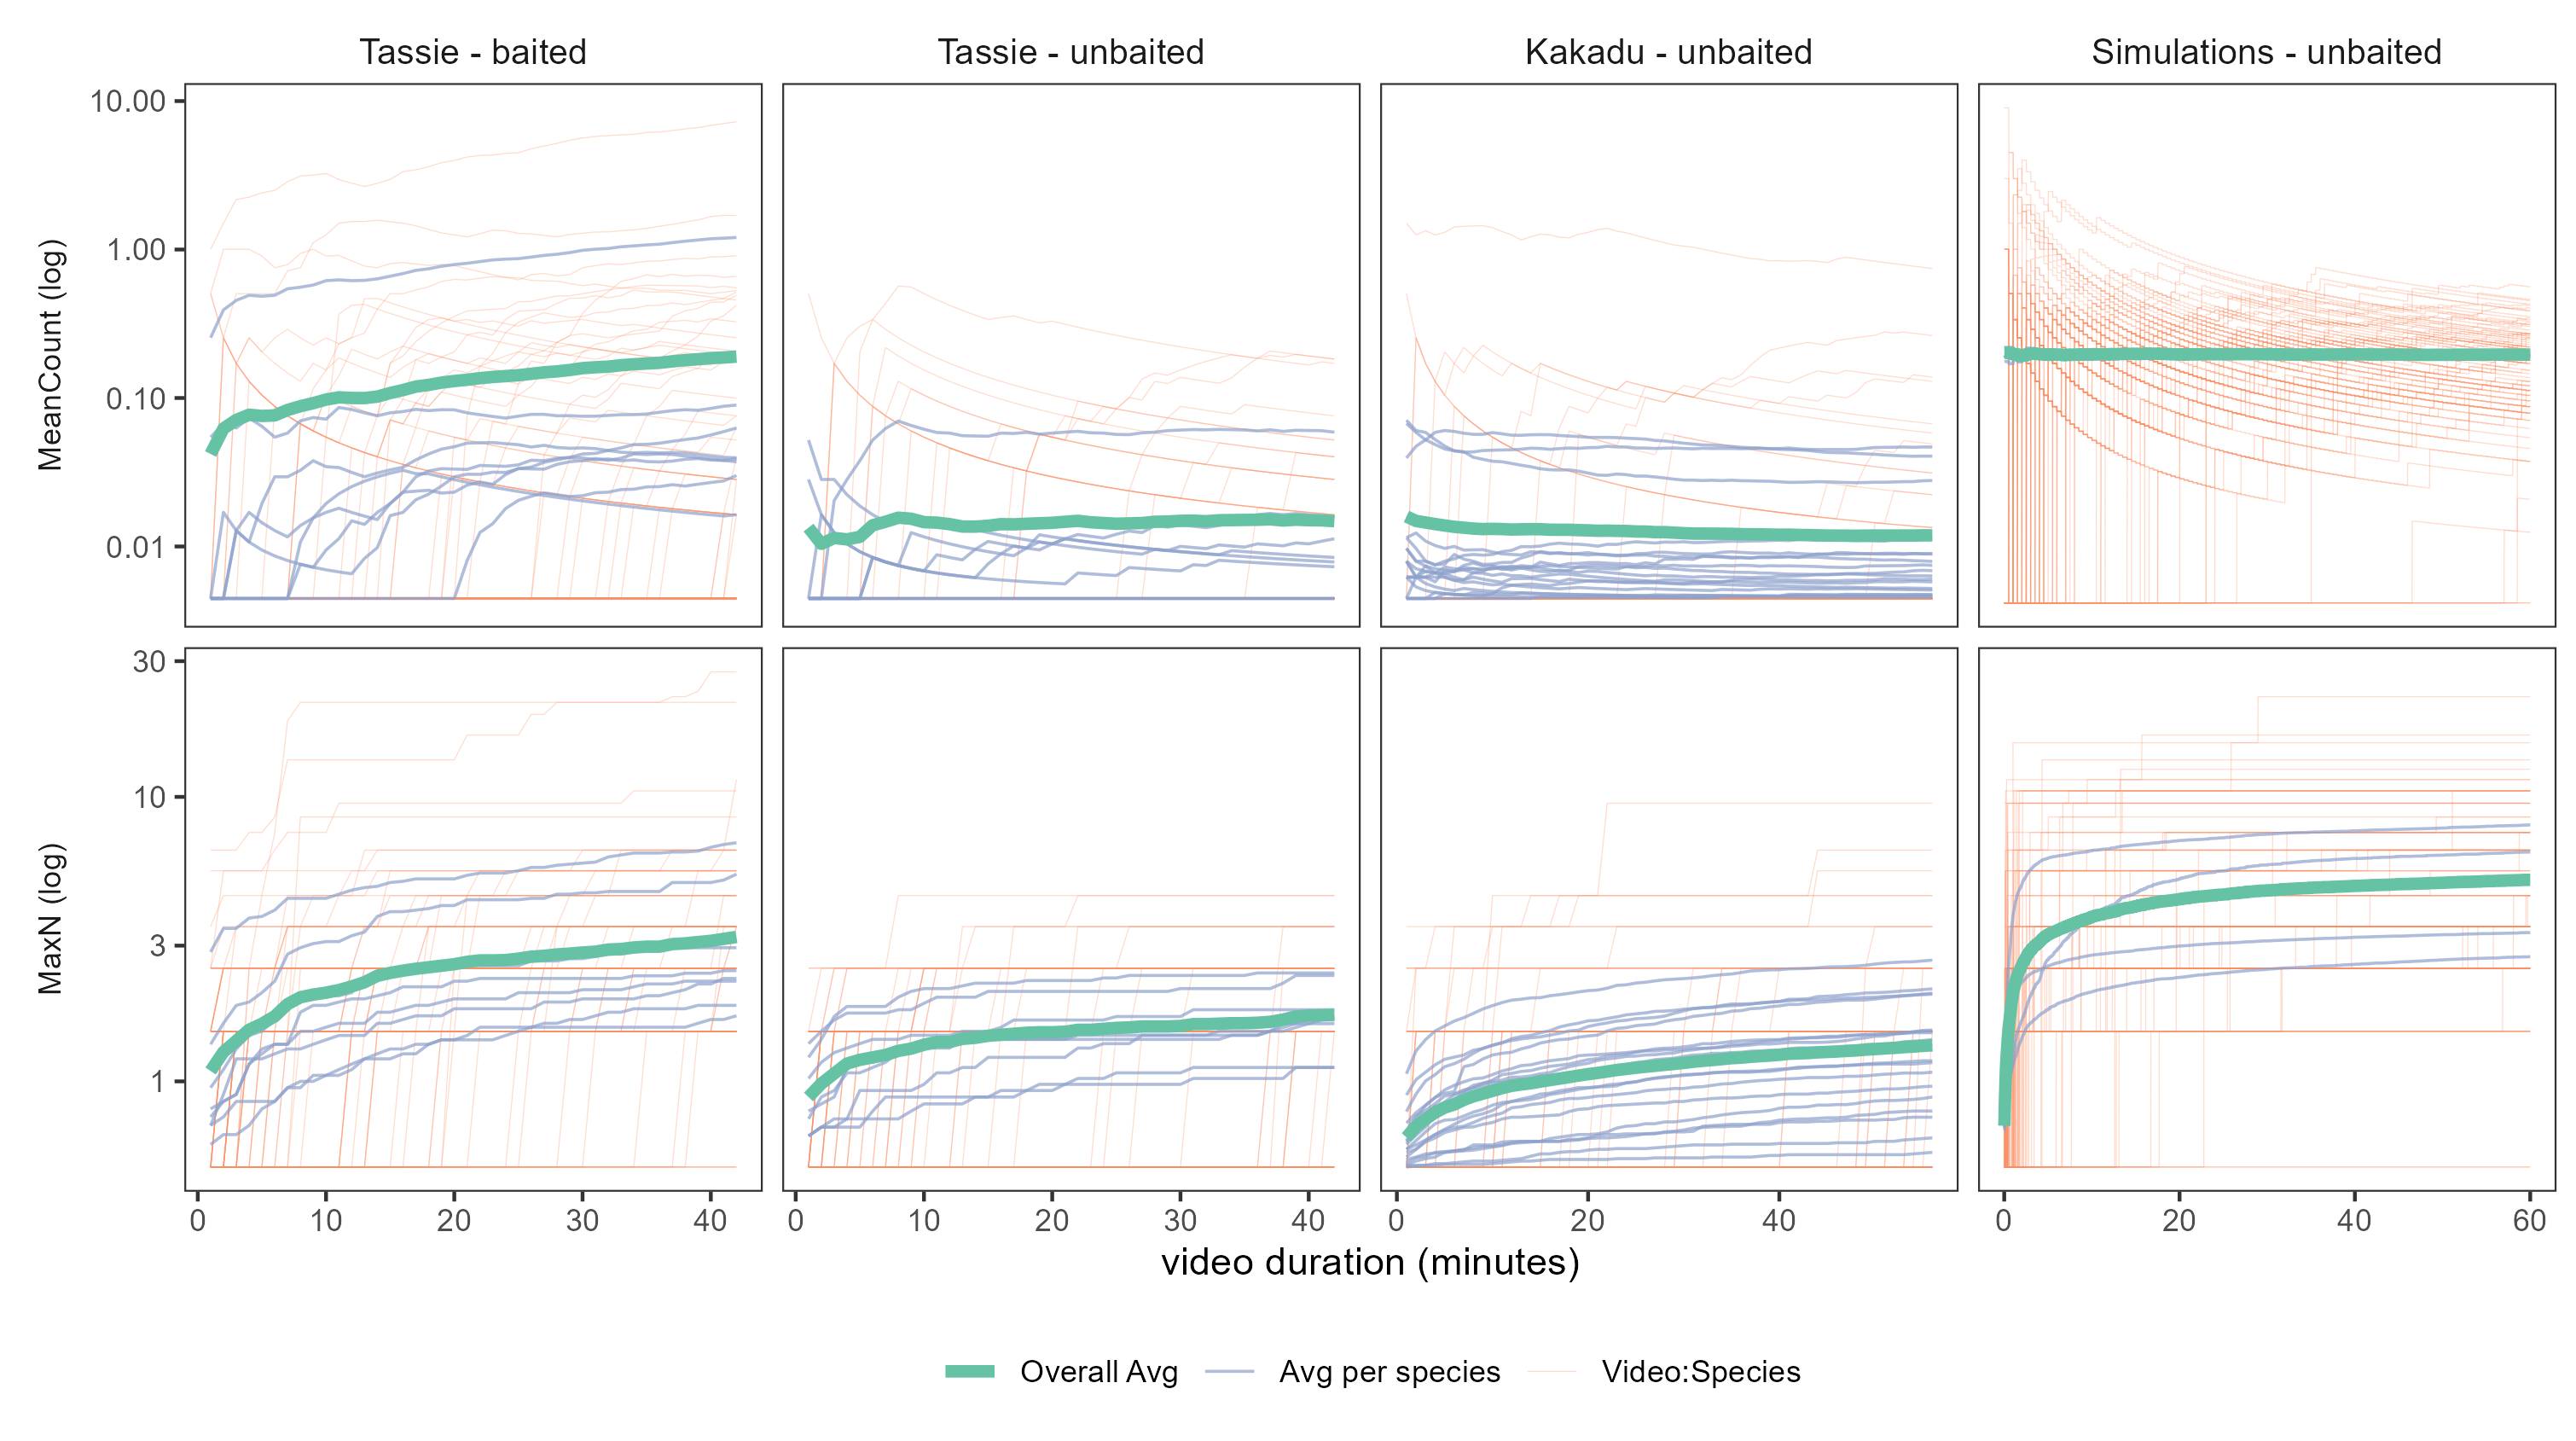 Tassie - baited
Tassie - unbaited
Kakadu - unbaited
Simulations - unbaited
MeanCount (log)
10.00
1.00
0.10
0.01
MaxN (log)
30
10
3
1
0 10 20 30 40
0 10 20 30 40
0 20 40
0 20 40 60
video duration (minutes)
Overall Avg
Avg per species
Video:Species